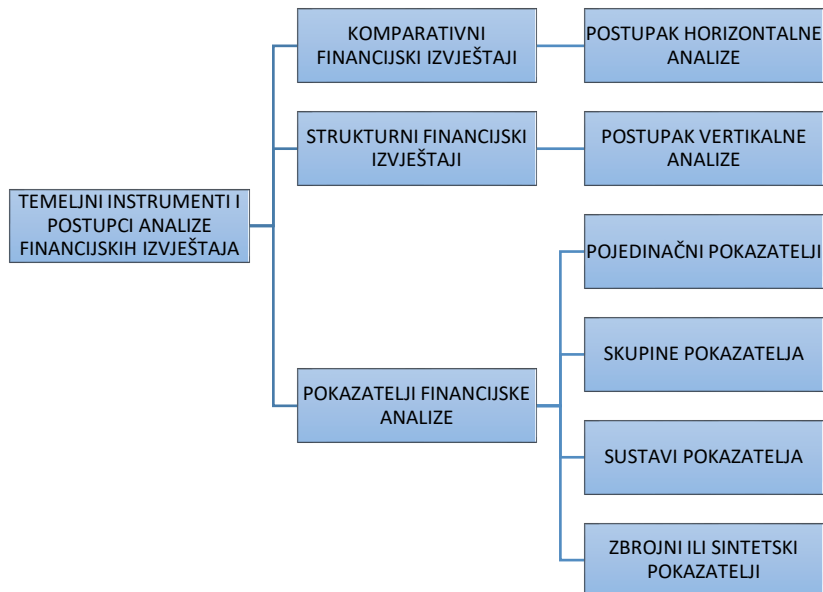 KOMPARATIVNI
FINANCIJSKI IZVJEŠTAJI
POSTUPAK HORIZONTALNE
ANALIZE
STRUKTURNI FINANCIJSKI
IZVJEŠTAJI
POSTUPAK VERTIKALNE
ANALIZE
TEMELJNI INSTRUMENTI I
POSTUPCI ANALIZE
FINANCIJSKIH IZVJEŠTAJA
POKAZATELJI FINANCIJSKE
ANALIZE
POJEDINAČNI POKAZATELJI
SKUPINE POKAZATELJA
SUSTAVI POKAZATELJA
ZBROJNI ILI SINTETSKI
POKAZATELJI